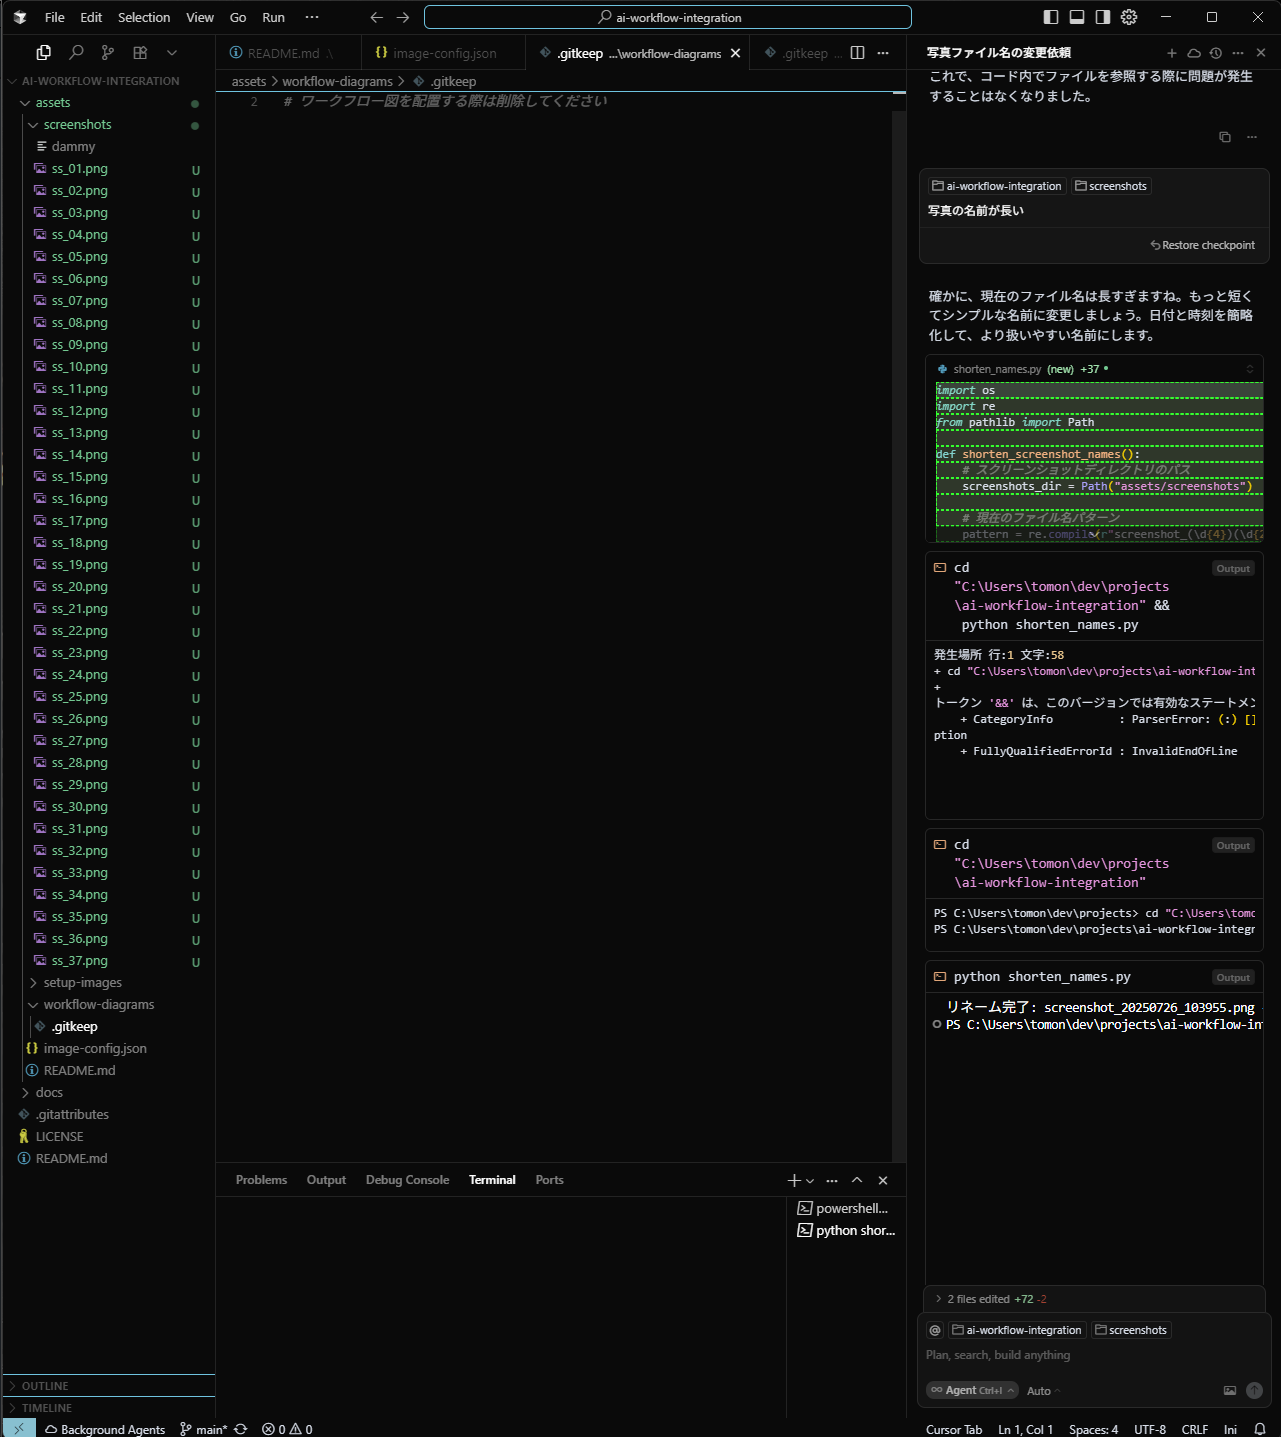 File Edit Selection View Go Run ···
ai-workflow-integration
AI-WORKFLOW-INTEGRATION
assets
screenshots
dammy
ss_01.png U
ss_02.png U
ss_03.png U
ss_04.png U
ss_05.png U
ss_06.png U
ss_07.png U
ss_08.png U
ss_09.png U
ss_10.png U
ss_11.png U
ss_12.png U
ss_13.png U
ss_14.png U
ss_15.png U
ss_16.png U
ss_17.png U
ss_18.png U
ss_19.png U
ss_20.png U
ss_21.png U
ss_22.png U
ss_23.png U
ss_24.png U
ss_25.png U
ss_26.png U
ss_27.png U
ss_28.png U
ss_29.png U
ss_30.png U
ss_31.png U
ss_32.png U
ss_33.png U
ss_34.png U
ss_35.png U
ss_36.png U
ss_37.png U
setup-images
workflow-diagrams
.gitkeep
image-config.json
README.md
docs
.gitattributes
LICENSE
README.md
OUTLINE
TIMELINE
README.md .\ image-config.json .gitkeep ...\workflow-diagrams .gitkeep ...
assets > workflow-diagrams > .gitkeep
2 # ワークフロー図を配置する際は削除してください
Problems Output Debug Console Terminal Ports
powershell...
python shor...
写真ファイル名の変更依頼
これで、コード内でファイルを参照する際に問題が発生
することはなくなりました。
ai-workflow-integration screenshots
写真の名前が長い
Restore checkpoint
確かに、現在のファイル名は長すぎますね。もっと短く
てシンプルな名前に変更しましょう。日付と時刻を簡略
化して、より扱いやすい名前にします。
shorten_names.py (new) +37
import os
import re
from pathlib import Path
def shorten_screenshot_names():
# スクリーンショットディレクトリのパス
screenshots_dir = Path("assets/screenshots")
# 現在のファイル名パターン
pattern = re.compile(r"screenshot_(\d{4})(\d{2
cd Output
"C:\Users\tomon\dev\projects
\ai-workflow-integration" &&
python shorten_names.py
発生場所 行:1 文字:58
+ cd "C:\Users\tomon\dev\projects\ai-workflow-int
+
トークン '&&' は、このバージョンでは有効なステートメン
+ CategoryInfo : ParserError: (:) []
ption
+ FullyQualifiedErrorId : InvalidEndOfLine
cd Output
"C:\Users\tomon\dev\projects
\ai-workflow-integration"
PS C:\Users\tomon\dev\projects> cd "C:\Users\tomo
PS C:\Users\tomon\dev\projects\ai-workflow-integr
python shorten_names.py Output
リネーム完了: screenshot_20250726_103955.png
PS C:\Users\tomon\dev\projects\ai-workflow-in
2 files edited +72 -2
@ ai-workflow-integration screenshots
Plan, search, build anything
Agent Ctrl+I Auto
Background Agents main* 0 0
Cursor Tab Ln 1, Col 1 Spaces: 4 UTF-8 CRLF Ini